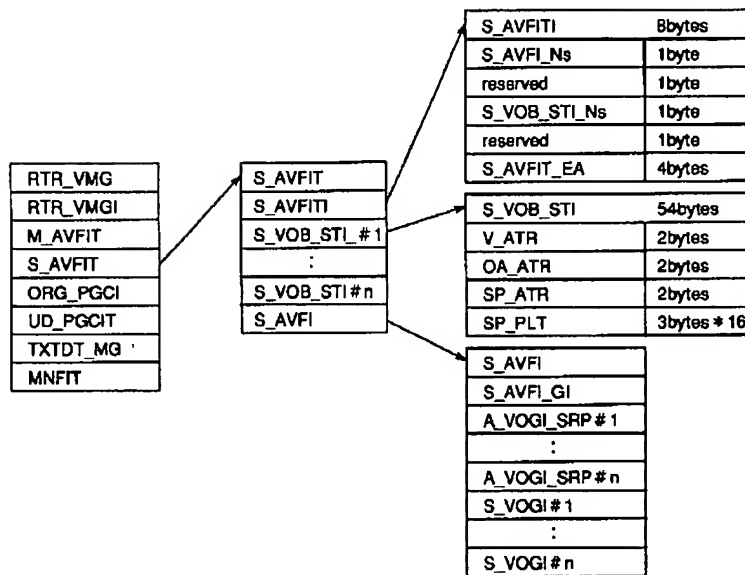 RTR_VMG
RTR_VMGI
M_AVFIT
S_AVFIT
ORG_PGCI
UD_PGCIT
TXTDT_MG
MNFIT
S_AVFIT
S_AVFITI
S_VOB_STI_#1
:
S_VOB_STI#n
S_AVFI
S_AVFITI 8bytes
S_AVFI_Ns 1byte
reserved 1byte
S_VOB_STI_Ns 1byte
reserved 1byte
S_AVFIT_EA 4bytes
S_VOB_STI 54bytes
V_ATR 2bytes
OA_ATR 2bytes
SP_ATR 2bytes
SP_PLT 3bytes*16
S_AVFI
S_AVFI_GI
A_VOGI_SRP#1
:
A_VOGI_SRP#n
S_VOGI#1
:
S_VOGI#n